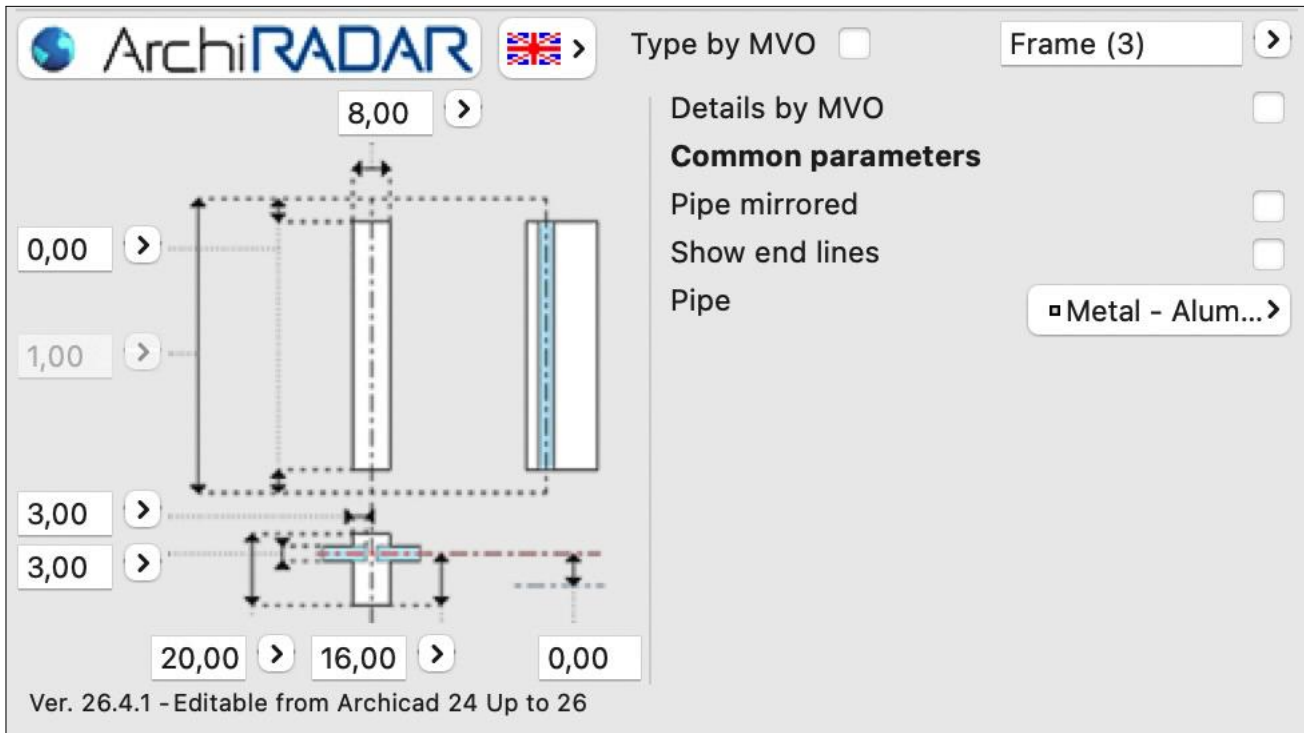 ArchiRADAR
Type by MVO
Frame (3)
8,00
Details by MVO
Common parameters
Pipe mirrored
0,00
Show end lines
Pipe
Metal - Alum...
1,00
3,00
3,00
20,00
16,00
0,00
Ver. 26.4.1 - Editable from Archicad 24 Up to 26